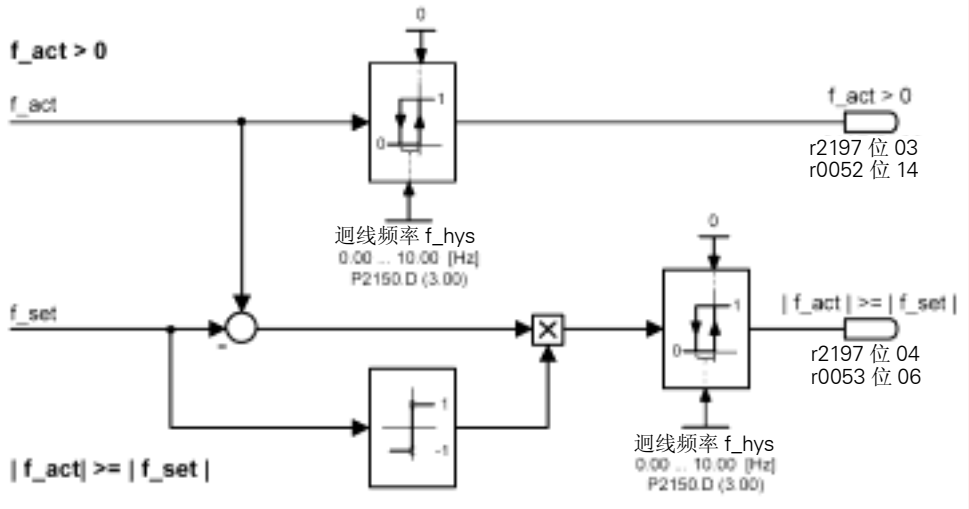 0
f_act > 0
f_act
1
0
f_act > 0
r2197 位 03
r0052 位 14
迥线频率 f_hys
0.00 ... 10.00 [Hz]
P2150.D (3.00)
0
f_set
-
1
0
| f_act | >= | f_set |
r2197 位 04
r0053 位 06
1
-1
迥线频率 f_hys
0.00 ... 10.00 [Hz]
P2150.D (3.00)
| f_act| >= | f_set |